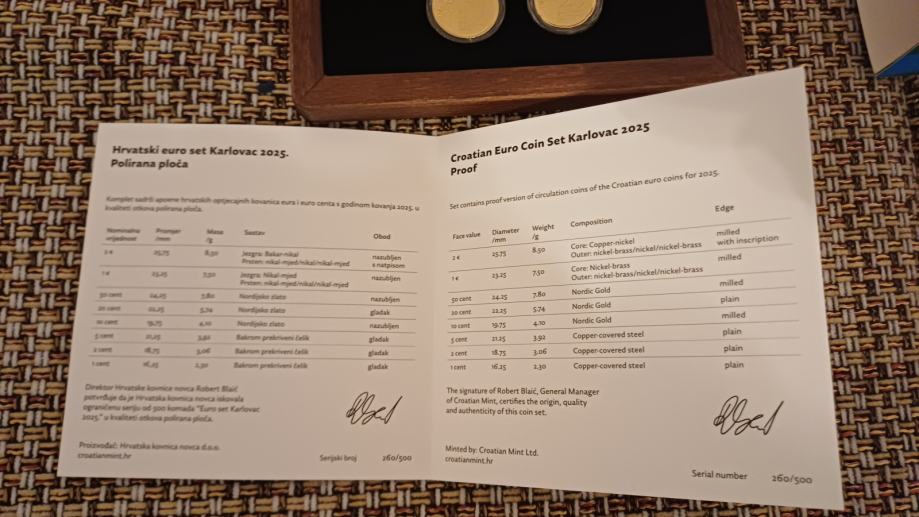 Hrvatski euro set Karlovac 2025.
Polirana ploča
Komplet sadrži apoene hrvatskih optjecajnih kovanica eura i euro centa s godinom kovanja 2025. u
kvaliteti otkova polirana ploča.
Nominalna vrijednost Promjer /mm Masa /g Sastav Obod
2 € 25,75 8,50 Jezgra: Bakar-nikal nazubljen
Prsten: nikal-mjed/nikal/nikal-mjed s natpisom
1 € 23,25 7,50 Jezgra: Nikal-mjed nazubljen
Prsten: nikal-mjed/nikal/nikal-mjed
50 cent 24,25 7,80 Nordijsko zlato nazubljen
20 cent 22,25 5,74 Nordijsko zlato gladak
10 cent 19,75 4,10 Nordijsko zlato nazubljen
5 cent 21,25 3,92 Bakrom prekriveni čelik gladak
2 cent 18,75 3,06 Bakrom prekriveni čelik gladak
1 cent 16,25 2,30 Bakrom prekriveni čelik gladak
Direktor Hrvatske kovnice novca Robert Blaić
potvrđuje da je Hrvatska kovnica novca iskovala
ograničenu seriju od 500 komada "Euro set Karlovac
2025." u kvaliteti otkova polirana ploča.
Proizvođač: Hrvatska kovnica novca d.o.o.
croatianmint.hr
Serijski broj 260/500
Croatian Euro Coin Set Karlovac 2025
Proof
Set contains proof version of circulation coins of the Croatian euro coins for 2025.
Face value Diameter /mm Weight /g Composition Edge
2 € 25.75 8.50 Core: Copper-nickel milled
Outer: nickel-brass/nickel/nickel-brass with inscription
1 € 23.25 7.50 Core: Nickel-brass milled
Outer: nickel-brass/nickel/nickel-brass
50 cent 24.25 7.80 Nordic Gold milled
20 cent 22.25 5.74 Nordic Gold plain
10 cent 19.75 4.10 Nordic Gold milled
5 cent 21.25 3.92 Copper-covered steel plain
2 cent 18.75 3.06 Copper-covered steel plain
1 cent 16.25 2.30 Copper-covered steel plain
The signature of Robert Blaić, General Manager
of Croatian Mint, certifies the origin, quality
and authenticity of this coin set.
Minted by: Croatian Mint Ltd.
croatianmint.hr
Serial number 260/500